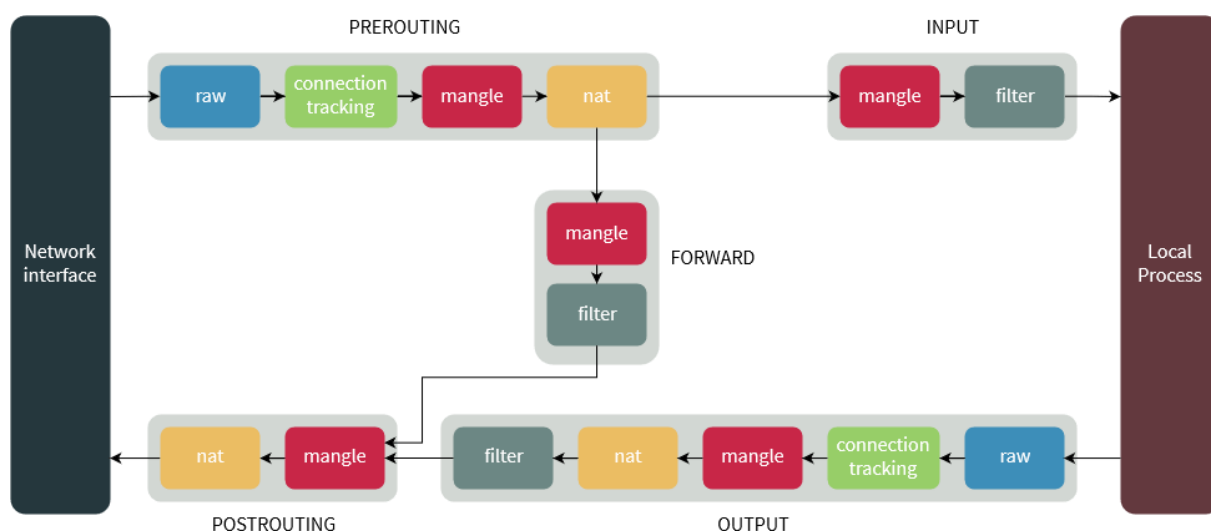 PREROUTING
INPUT
raw
connection
tracking
mangle
nat
mangle
filter
Network
interface
mangle
FORWARD
filter
Local
Process
nat
mangle
filter
nat
mangle
connection
tracking
raw
POSTROUTING
OUTPUT